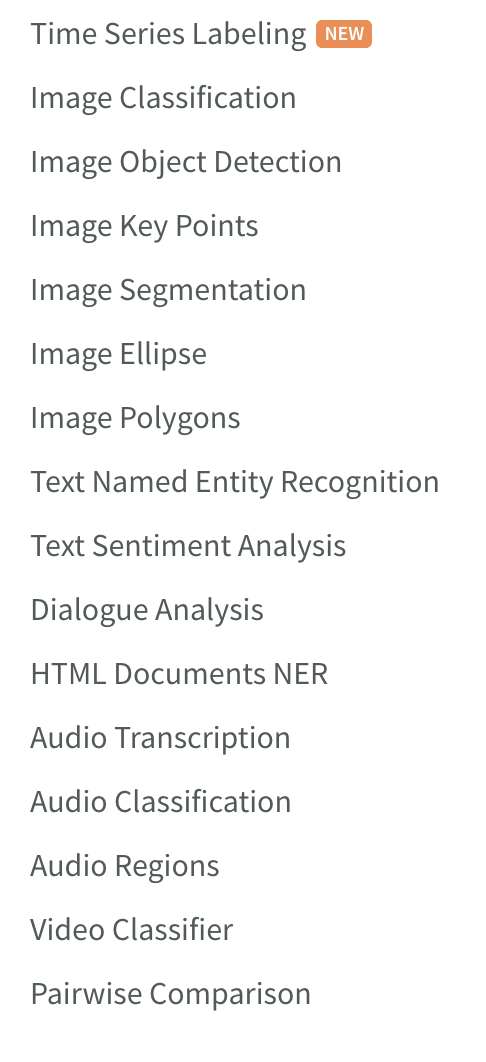 Time Series Labeling NEW
Image Classification
Image Object Detection
Image Key Points
Image Segmentation
Image Ellipse
Image Polygons
Text Named Entity Recognition
Text Sentiment Analysis
Dialogue Analysis
HTML Documents NER
Audio Transcription
Audio Classification
Audio Regions
Video Classifier
Pairwise Comparison